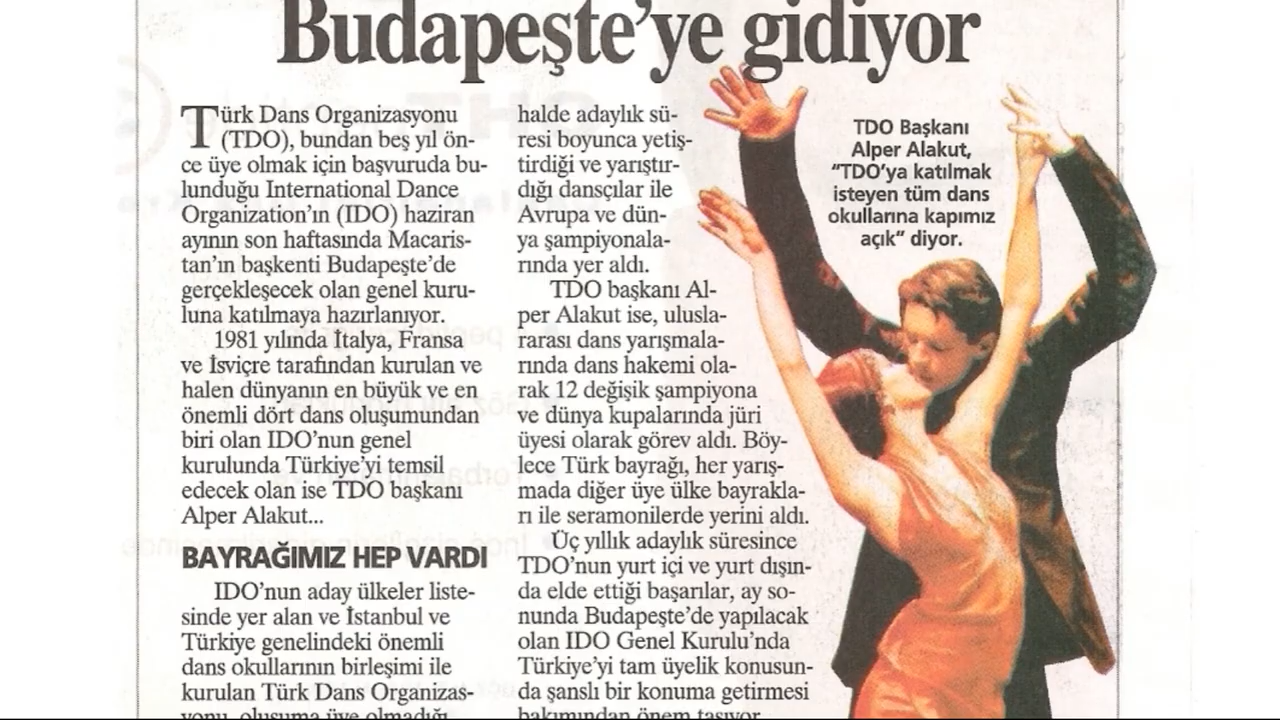 Budapeşte'ye gidiyor
Türk Dans Organizasyonu
(TDO), bundan beş yıl ön-
ce üye olmak için başvuruda bu-
lunduğu International Dance
Organization'ın (IDO) haziran
ayının son haftasında Macaris-
tan'ın başkenti Budapeşte'de
gerçekleşecek olan genel kuru-
luna katılmaya hazırlanıyor.
1981 yılında İtalya, Fransa
ve İsviçre tarafından kurulan ve
halen dünyanın en büyük ve en
önemli dört dans oluşumundan
biri olan IDO'nun genel
kurulunda Türkiye'yi temsil
edecek olan ise TDO başkanı
Alper Alakut...
BAYRAĞIMIZ HEP VARDI
IDO'nun aday ülkeler liste-
sinde yer alan ve İstanbul ve
Türkiye genelindeki önemli
dans okullarının birleşimi ile
kurulan Türk Dans Organizas-
yonu, oluşuma üye olmadığı
halde adaylık sü-
resi boyunca yetiş-
tirdiği ve yarıştır-
dığı dansçılar ile
Avrupa ve dün-
ya şampiyonala-
rında yer aldı.
TDO başkanı Al-
per Alakut ise, ulusla-
rarası dans yarışmala-
rında dans hakemi ola-
rak 12 değişik şampiyona
ve dünya kupalarında jüri
üyesi olarak görev aldı. Böy-
lece Türk bayrağı, her yarış-
mada diğer üye ülke bayrakla-
rı ile seramonilerde yerini aldı.
Üç yıllık adaylık süresince
TDO'nun yurt içi ve yurt dışın-
da elde ettiği başarılar, ay so-
nunda Budapeşte'de yapılacak
olan IDO Genel Kurulu'nda
Türkiye'yi tam üyelik konusun-
da şanslı bir konuma getirmesi
bakımından önem taşıyor.
TDO Başkanı
Alper Alakut,
"TDO'ya katılmak
isteyen tüm dans
okullarına kapımız
açık" diyor.